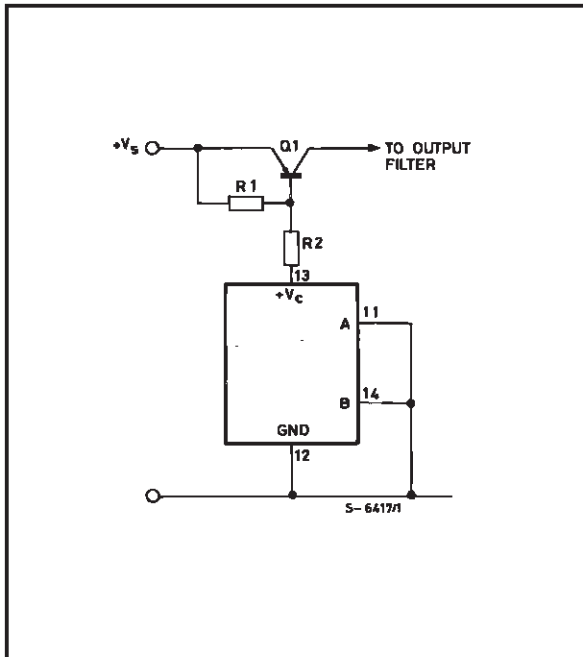 +Vs
Q1
TO OUTPUT
FILTER
R1
R2
13
+Vc
A
11
B
14
GND
12
S-6417/1